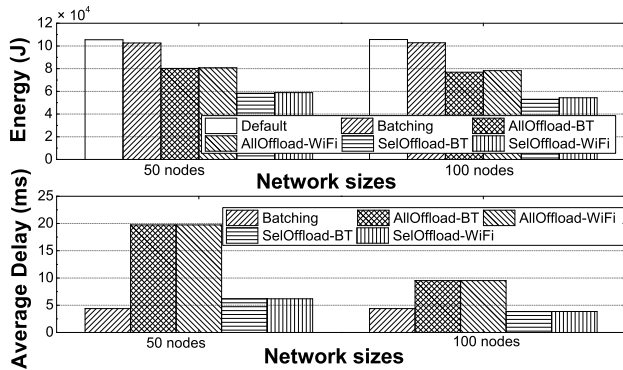 × 10⁴
Energy (J)
12
10
8
6
4
2
0
Default Batching AllOffload-BT
AllOffload-WiFi SelOffload-BT SelOffload-WiFi
50 nodes 100 nodes
Network sizes
Average Delay (ms)
25
20
15
10
5
0
Batching AllOffload-BT AllOffload-WiFi
SelOffload-BT SelOffload-WiFi
50 nodes 100 nodes
Network sizes